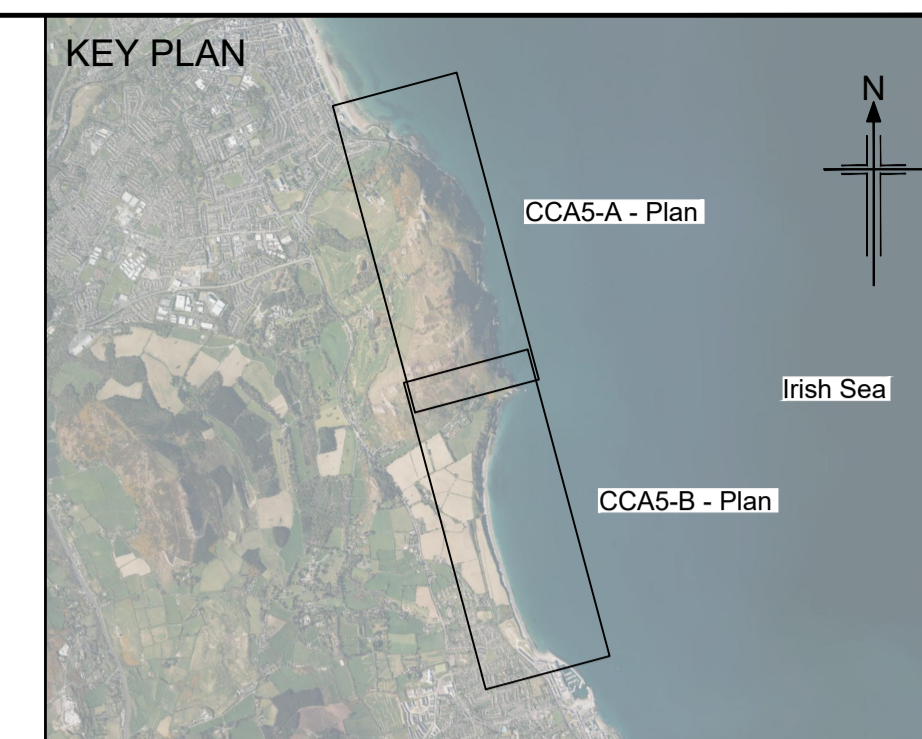 KEY PLAN
N
CCA5-A - Plan
Irish Sea
CCA5-B - Plan